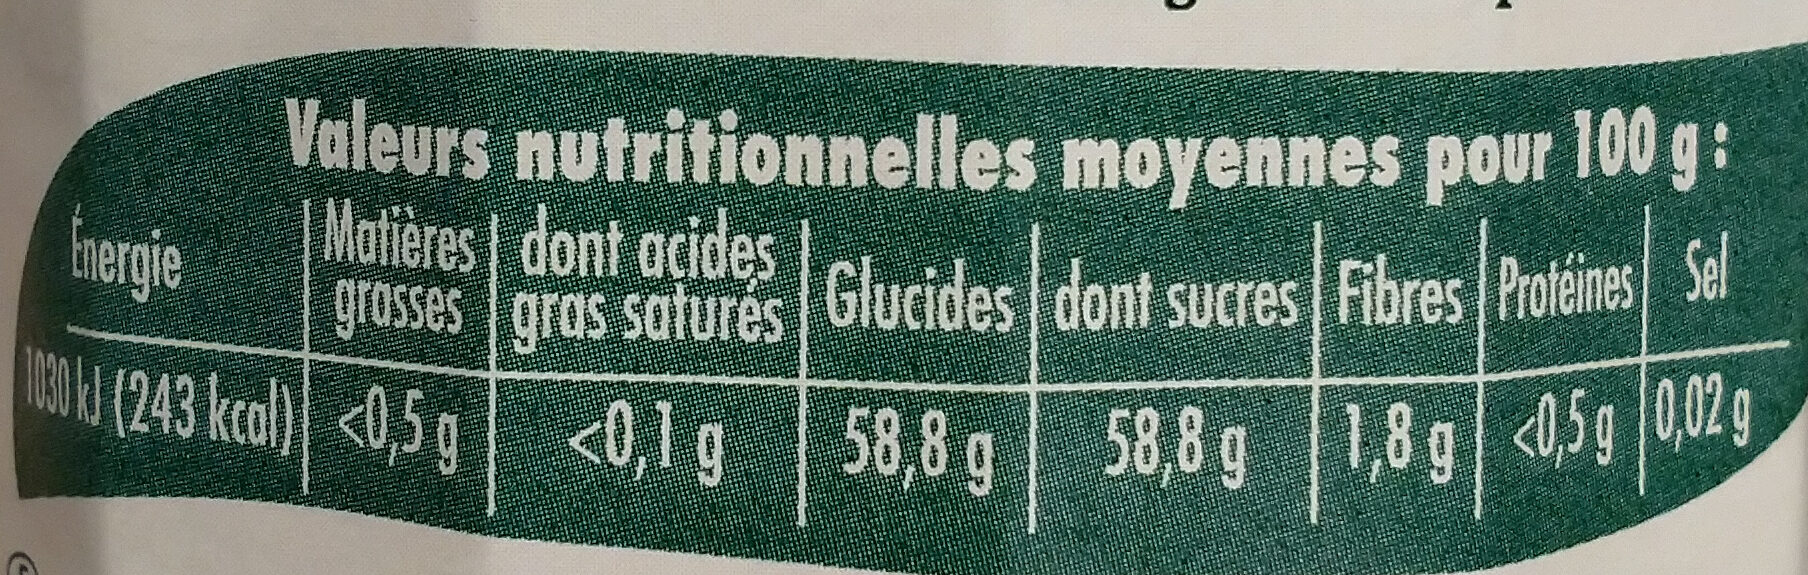 Valeurs nutritionnelles moyennes pour 100 g :
Énergie | Matières grasses | dont acides gras saturés | Glucides | dont sucres | Fibres | Protéines | Sel
1030 kJ (243 kcal) | <0,5 g | <0,1 g | 58,8 g | 58,8 g | 1,8 g | <0,5 g | 0,02 g